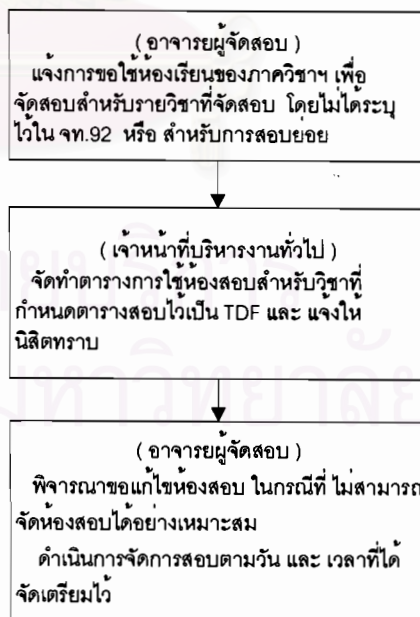 ( อาจารย์ผู้จัดสอบ )
แจ้งการขอใช้ห้องเรียนของภาควิชาฯ เพื่อ
จัดสอบสำหรับรายวิชาที่จัดสอบ โดยไม่ได้ระบุ
ไว้ใน จท.92 หรือ สำหรับการสอบย่อย
( เจ้าหน้าที่บริหารงานทั่วไป )
จัดทำตารางการใช้ห้องสอบสำหรับวิชาที่
กำหนดตารางสอบไว้เป็น TDF และ แจ้งให้
นิสิตทราบ
( อาจารย์ผู้จัดสอบ )
พิจารณาขอแก้ไขห้องสอบ ในกรณีที่ ไม่สามารถ
จัดห้องสอบได้อย่างเหมาะสม
ดำเนินการจัดการสอบตามวัน และ เวลาที่ได้
จัดเตรียมไว้